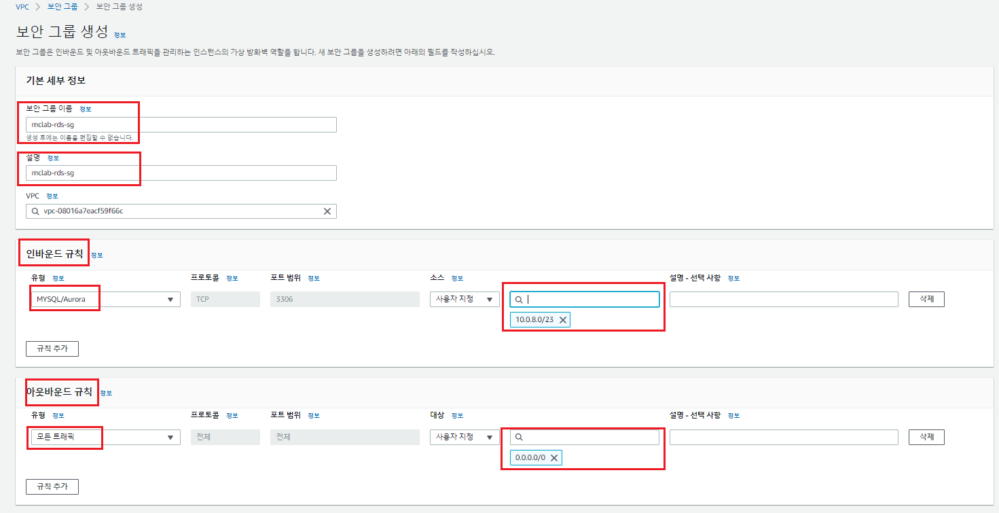 VPC > 보안 그룹 > 보안 그룹 생성
보안 그룹 생성 정보
보안 그룹은 인바운드 및 아웃바운드 트래픽을 관리하는 인스턴스의 가상 방화벽 역할을 합니다. 새 보안 그룹을 생성하려면 아래의 필드를 작성하십시오.
기본 세부 정보
보안 그룹 이름 정보
mclab-rds-sg
생성 후에는 이름을 편집할 수 없습니다.
설명 정보
mclab-rds-sg
VPC 정보
vpc-08016a7eacf59f66c
인바운드 규칙 정보
유형 정보 프로토콜 정보 포트 범위 정보 소스 정보 설명 - 선택 사항 정보
MYSQL/Aurora TCP 3306 사용자 지정 삭제
10.0.8.0/23
규칙 추가
아웃바운드 규칙 정보
유형 정보 프로토콜 정보 포트 범위 정보 대상 정보 설명 - 선택 사항 정보
모든 트래픽 전체 전체 사용자 지정 삭제
0.0.0.0/0
규칙 추가